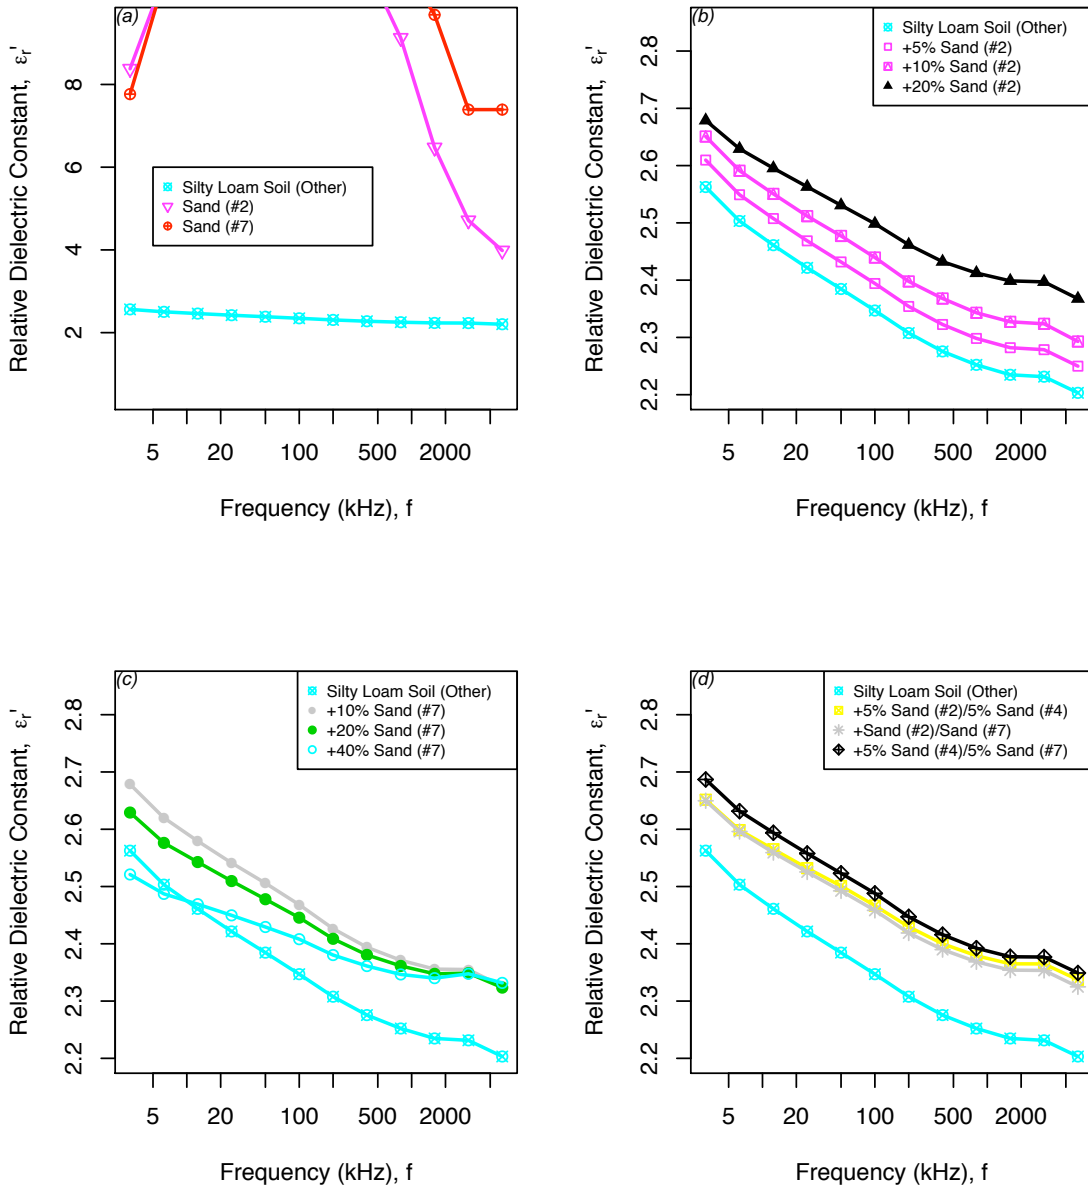 (a)
Silty Loam Soil (Other)
Sand (#2)
Sand (#7)
2 4 6 8
5 20 100 500 2000
Relative Dielectric Constant, εr'
Frequency (kHz), f
(b)
Silty Loam Soil (Other)
+5% Sand (#2)
+10% Sand (#2)
+20% Sand (#2)
2.2 2.3 2.4 2.5 2.6 2.7 2.8
5 20 100 500 2000
Relative Dielectric Constant, εr'
Frequency (kHz), f
(c)
Silty Loam Soil (Other)
+10% Sand (#7)
+20% Sand (#7)
+40% Sand (#7)
2.2 2.3 2.4 2.5 2.6 2.7 2.8
5 20 100 500 2000
Relative Dielectric Constant, εr'
Frequency (kHz), f
(d)
Silty Loam Soil (Other)
+5% Sand (#2)/5% Sand (#4)
+Sand (#2)/Sand (#7)
+5% Sand (#4)/5% Sand (#7)
2.2 2.3 2.4 2.5 2.6 2.7 2.8
5 20 100 500 2000
Relative Dielectric Constant, εr'
Frequency (kHz), f